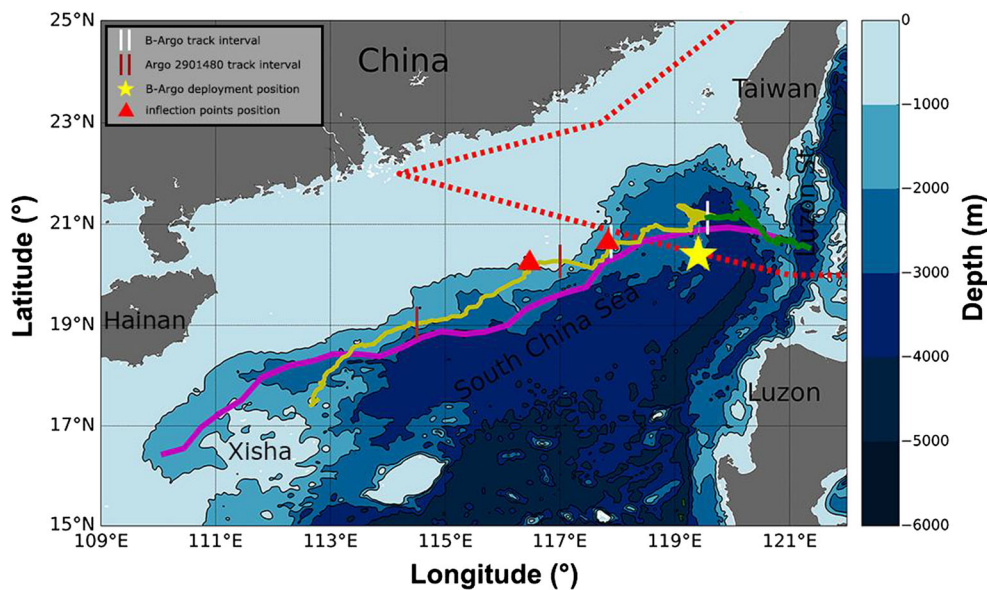 25°N
23°N
21°N
19°N
17°N
15°N
Latitude (°)
B-Argo track interval
Argo 2901480 track interval
B-Argo deployment position
inflection points position
China
Taiwan
Luzon St
Hainan
South China Sea
Luzon
Xisha
109°E 111°E 113°E 115°E 117°E 119°E 121°E
Longitude (°)
0
−1000
−2000
−3000
−4000
−5000
−6000
Depth (m)